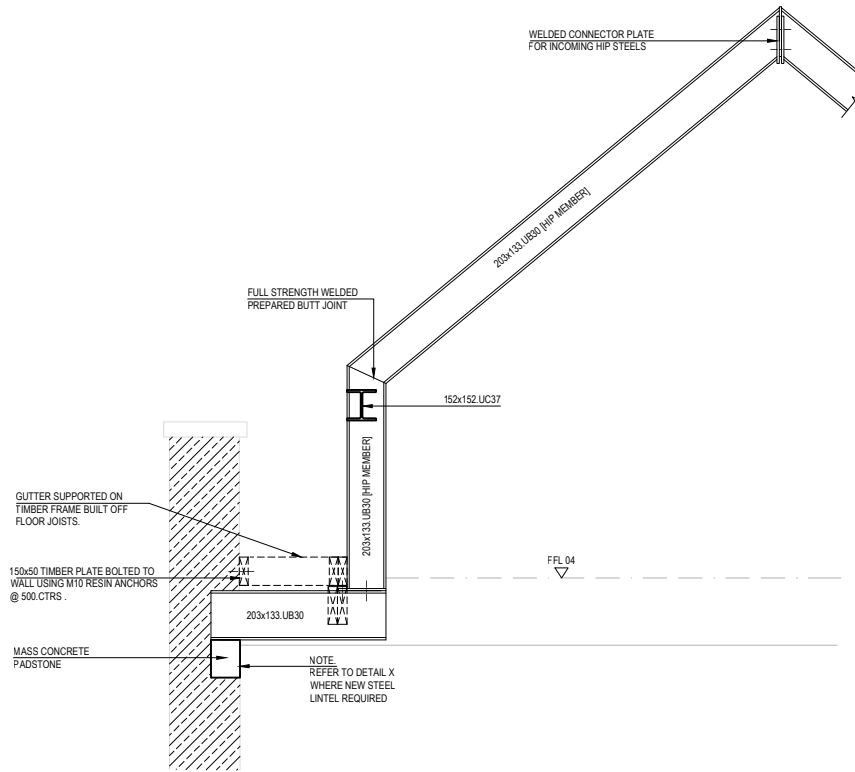 WELDED CONNECTOR PLATE
FOR INCOMING HIP STEELS
203x133.UB30 [HIP MEMBER]
FULL STRENGTH WELDED
PREPARED BUTT JOINT
152x152.UC37
203x133.UB30 [HIP MEMBER]
GUTTER SUPPORTED ON
TIMBER FRAME BUILT OFF
FLOOR JOISTS.
FFL 04
150x50 TIMBER PLATE BOLTED TO
WALL USING M10 RESIN ANCHORS
@ 500.CTRS .
203x133.UB30
MASS CONCRETE
PADSTONE
NOTE.
REFER TO DETAIL X
WHERE NEW STEEL
LINTEL REQUIRED